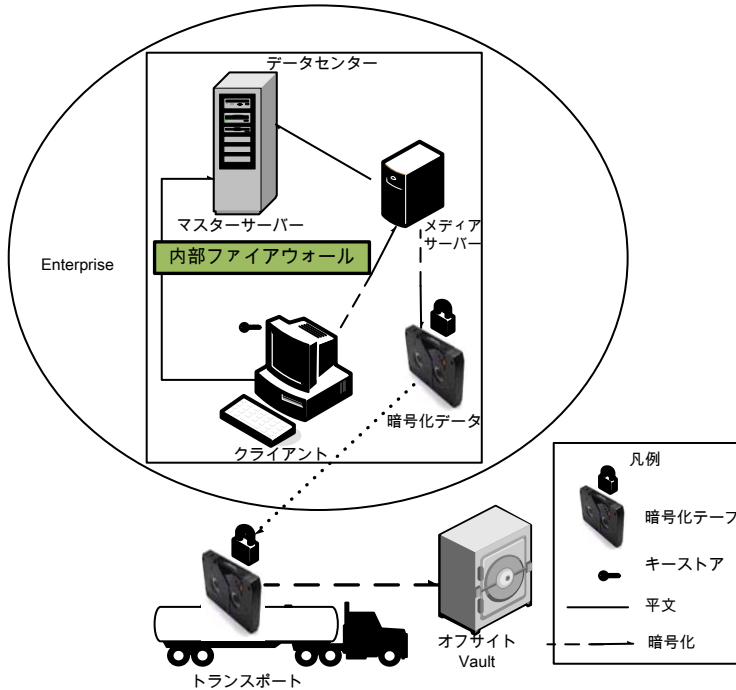 データセンター
マスターサーバー
メディア
サーバー
Enterprise
内部ファイアウォール
暗号化データ
クライアント
凡例
暗号化テープ
キーストア
平文
暗号化
オフサイト
Vault
トランスポート